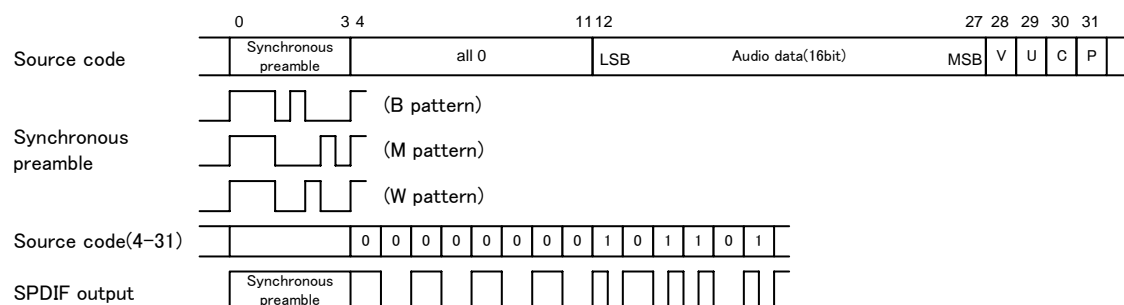 0 3 4 11 12 27 28 29 30 31
Source code Synchronous preamble all 0 LSB Audio data(16bit) MSB V U C P
(B pattern)
Synchronous preamble (M pattern)
(W pattern)
Source code(4-31) 0 0 0 0 0 0 0 0 1 0 1 1 0 1
SPDIF output Synchronous preamble